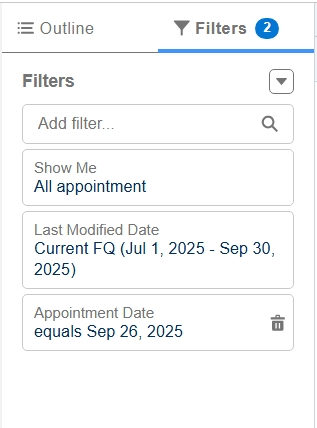 Outline
Filters 2
Filters
Add filter...
Show Me
All appointment
Last Modified Date
Current FQ (Jul 1, 2025 - Sep 30,
2025)
Appointment Date
equals Sep 26, 2025